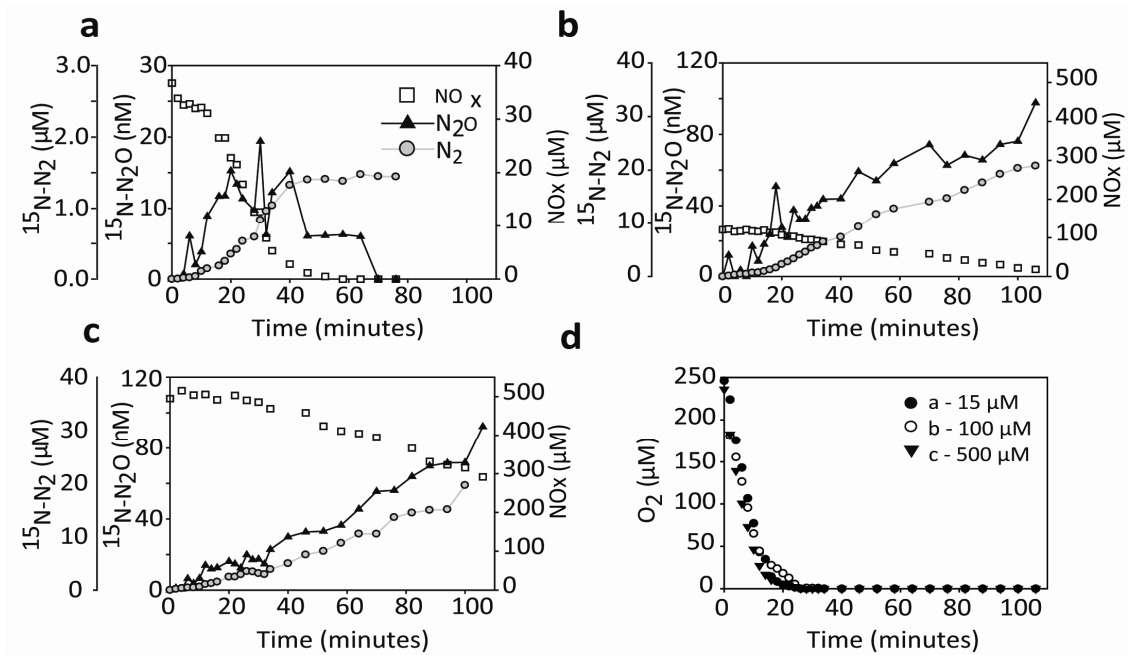 a
3.0
2.0
1.0
0.0
15N-N2 (µM)
30
20
10
0
15N-N2O (nM)
40
30
20
10
0
NOx (µM)
NO x
N2O
N2
0 20 40 60 80 100
Time (minutes)
b
40
30
20
10
0
15N-N2 (µM)
120
80
40
0
15N-N2O (nM)
500
400
300
200
100
0
NOx (µM)
0 20 40 60 80 100
Time (minutes)
c
40
30
20
10
0
15N-N2 (µM)
120
80
40
0
15N-N2O (nM)
500
400
300
200
100
0
NOx (µM)
0 20 40 60 80 100
Time (minutes)
d
250
200
150
100
50
0
O2 (µM)
a - 15 µM
b - 100 µM
c - 500 µM
0 20 40 60 80 100
Time (minutes)